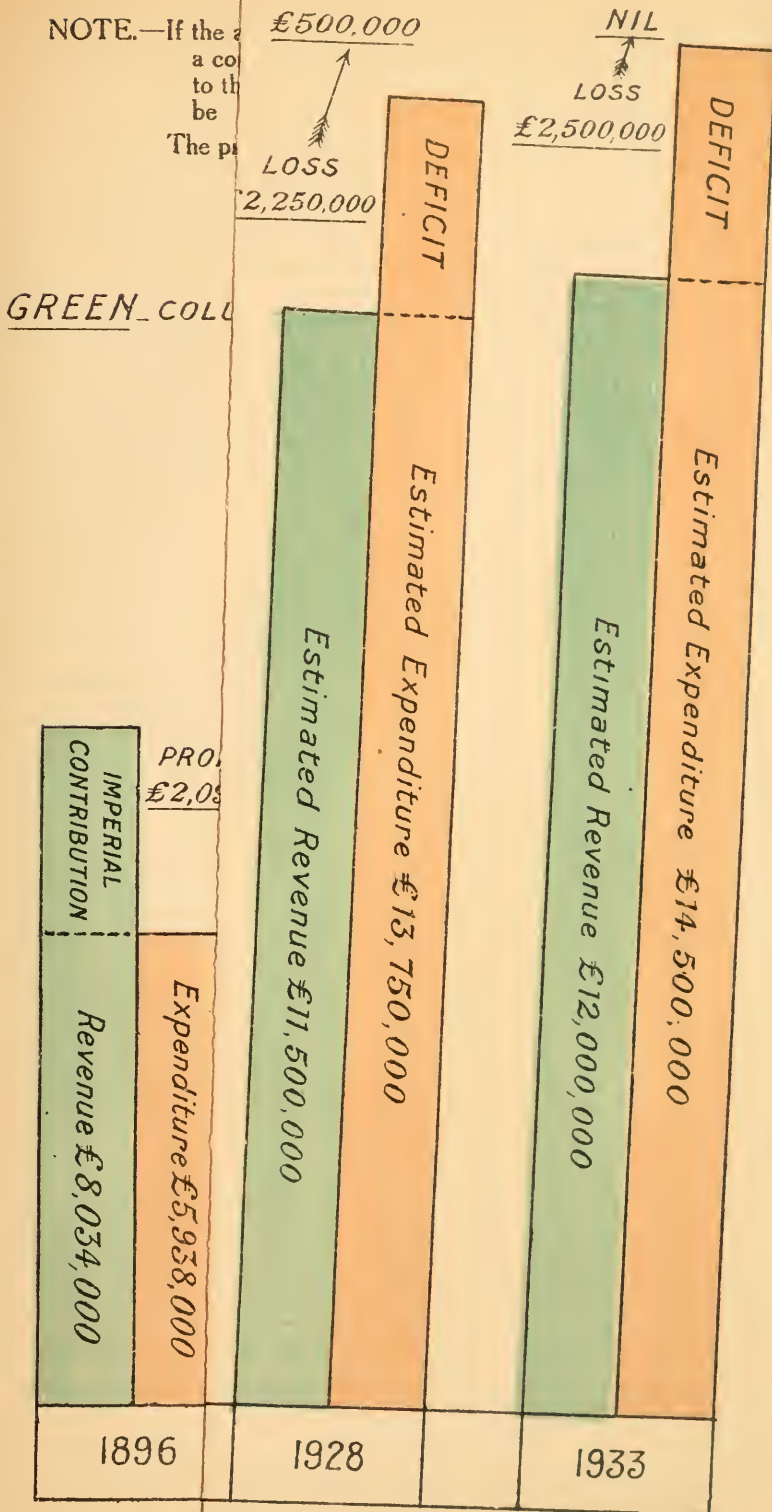 NOTE.—If the
a
to
be
The
GREEN
£500,000
LOSS
2,250,000
NIL
LOSS
£2,500,000
DEFICIT
DEFICIT
IMPERIAL
CONTRIBUTION
Revenue £8,034,000
Expenditure £5,938,000
Estimated Revenue £11,500,000
Estimated Expenditure £13,750,000
Estimated Revenue £12,000,000
Estimated Expenditure £14,500,000
1896
1928
1933